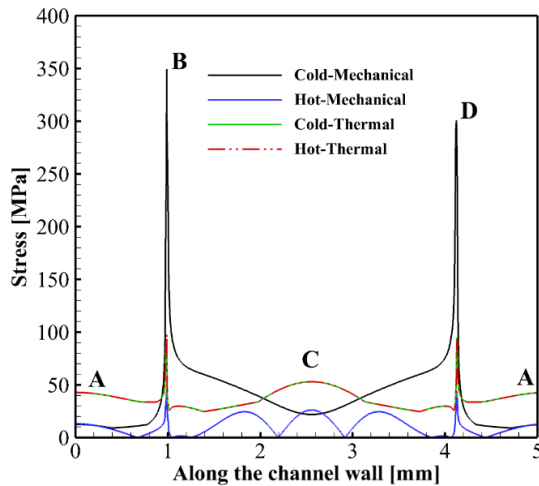 400
350
300
250
200
150
100
50
0
Stress [MPa]
B
D
Cold-Mechanical
Hot-Mechanical
Cold-Thermal
Hot-Thermal
A
C
A
0
1
2
3
4
5
Along the channel wall [mm]